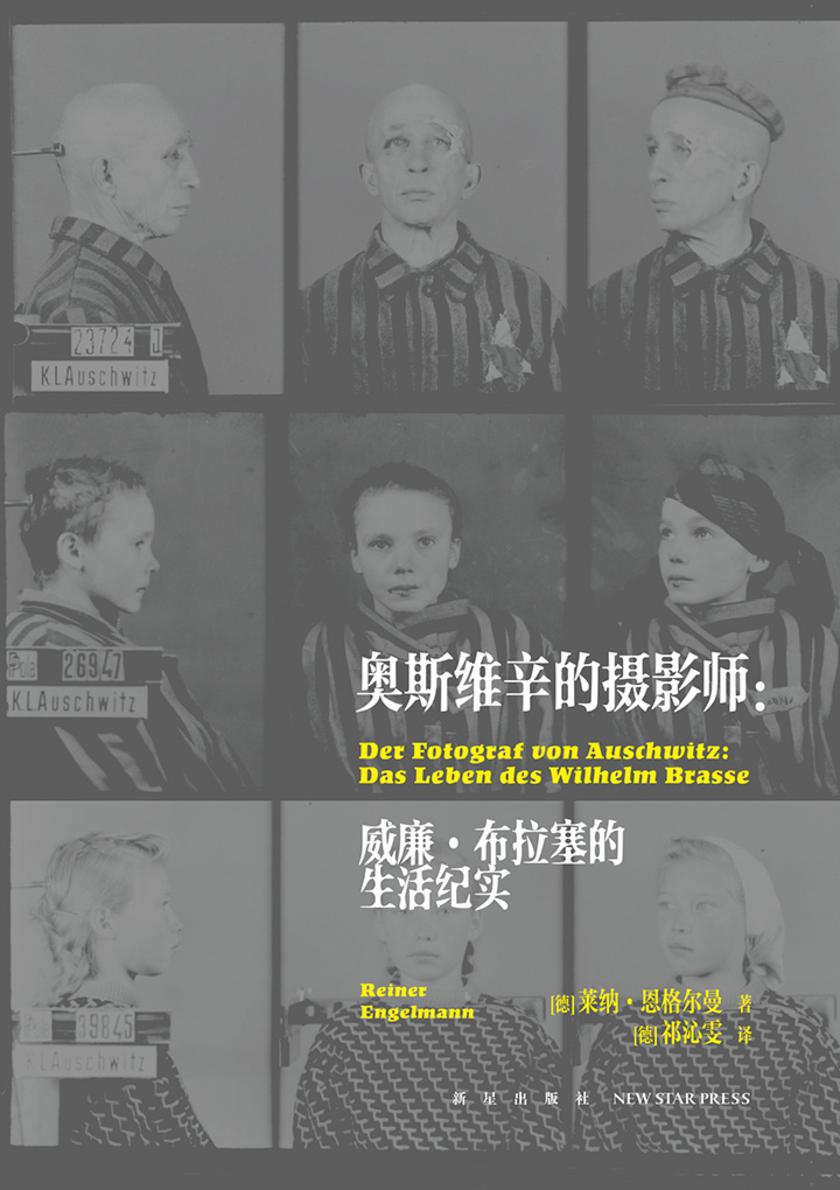 23724 J
KLAuschwitz
Pole 26947
KLAuschwitz
奥斯维辛的摄影师:
Der Fotograf von Auschwitz:
Das Leben des Wilhelm Brasse
威廉·布拉塞的
生活纪实
Reiner
Engelmann
[德]莱纳·恩格尔曼 著
[德]祁沁雯 译
Pole 39845
KLAuschwitz
新星出版社 NEW STAR PRESS